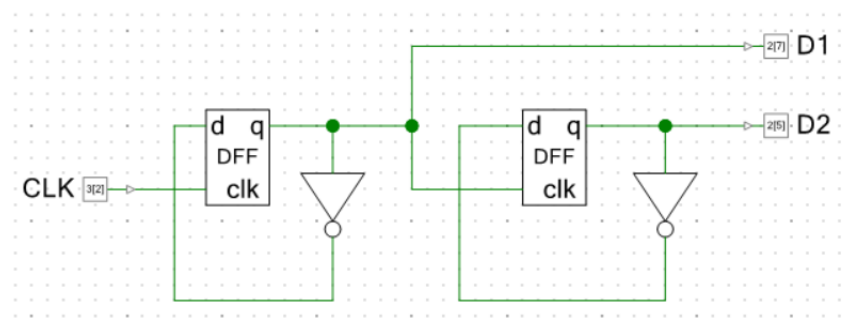 2[7] D1
d q
DFF
clk
d q
DFF
clk
2[5] D2
CLK 3[2]